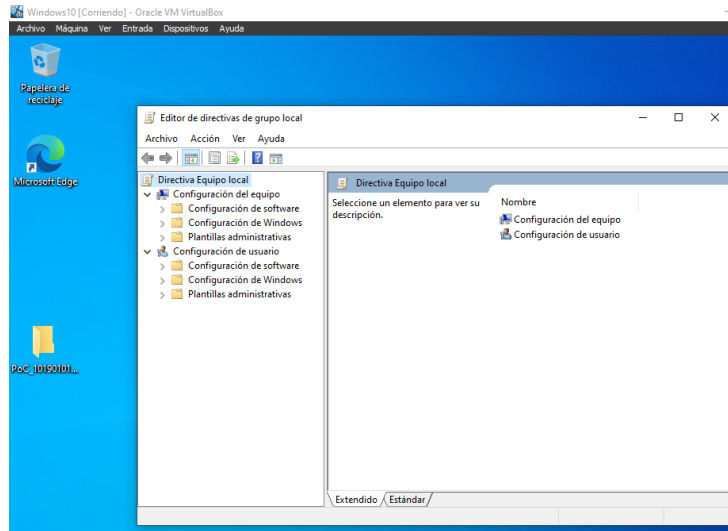 Windows10 [Corriendo] - Oracle VM VirtualBox
Archivo Máquina Ver Entrada Dispositivos Ayuda
Papelera de
reciclaje
Microsoft Edge
PoC_10190101...
Editor de directivas de grupo local
Archivo Acción Ver Ayuda
Directiva Equipo local
Configuración del equipo
Configuración de software
Configuración de Windows
Plantillas administrativas
Configuración de usuario
Configuración de software
Configuración de Windows
Plantillas administrativas
Directiva Equipo local
Seleccione un elemento para ver su
descripción.
Nombre
Configuración del equipo
Configuración de usuario
Extendido Estándar